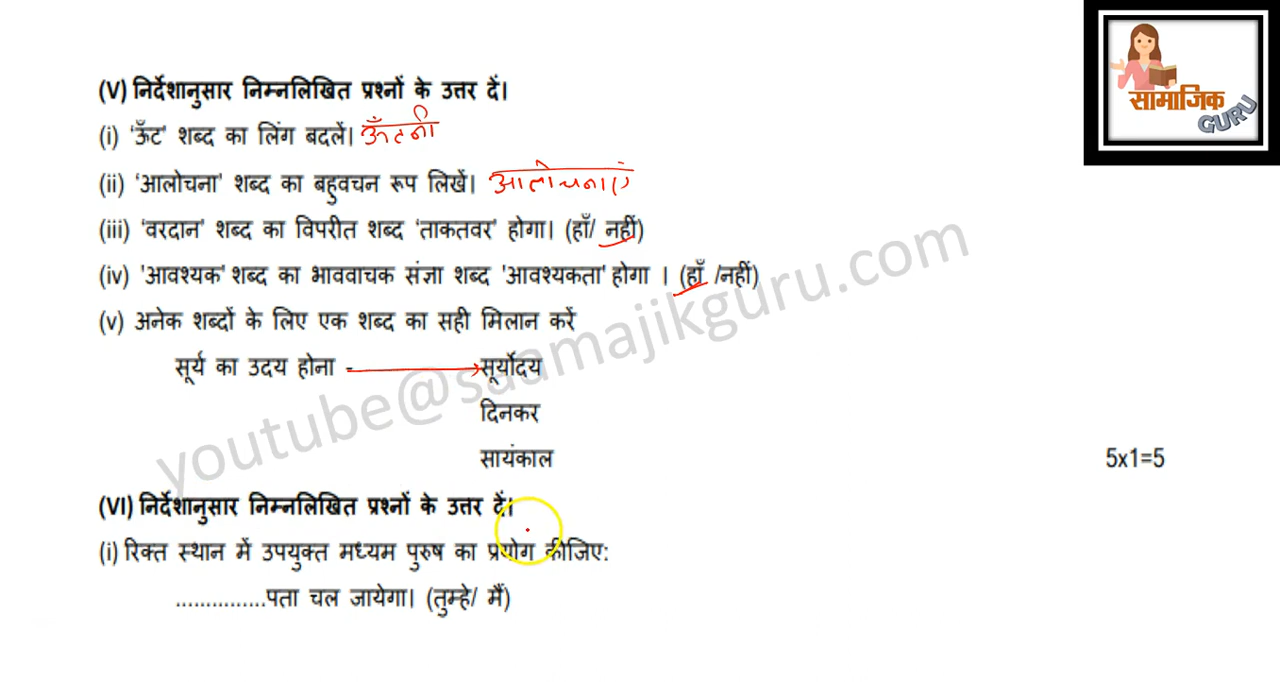 सामाजिक
GURU
(V) निर्देशानुसार निम्नलिखित प्रश्नों के उत्तर दें।
(i) ‘ऊँट’ शब्द का लिंग बदलें। ऊँटनी
(ii) ‘आलोचना’ शब्द का बहुवचन रूप लिखें। आलोचनाएं
(iii) ‘वरदान’ शब्द का विपरीत शब्द ‘ताकतवर’ होगा। (हाँ/ नहीं)
(iv) 'आवश्यक' शब्द का भाववाचक संज्ञा शब्द 'आवश्यकता' होगा । (हाँ /नहीं)
(v) अनेक शब्दों के लिए एक शब्द का सही मिलान करें
सूर्य का उदय होना - सूर्योदय
दिनकर
सायंकाल
5x1=5
(VI) निर्देशानुसार निम्नलिखित प्रश्नों के उत्तर दें।
(i) रिक्त स्थान में उपयुक्त मध्यम पुरुष का प्रयोग कीजिए:
...............पता चल जायेगा। (तुम्हे/ मैं)
youtube@saamajikguru.com